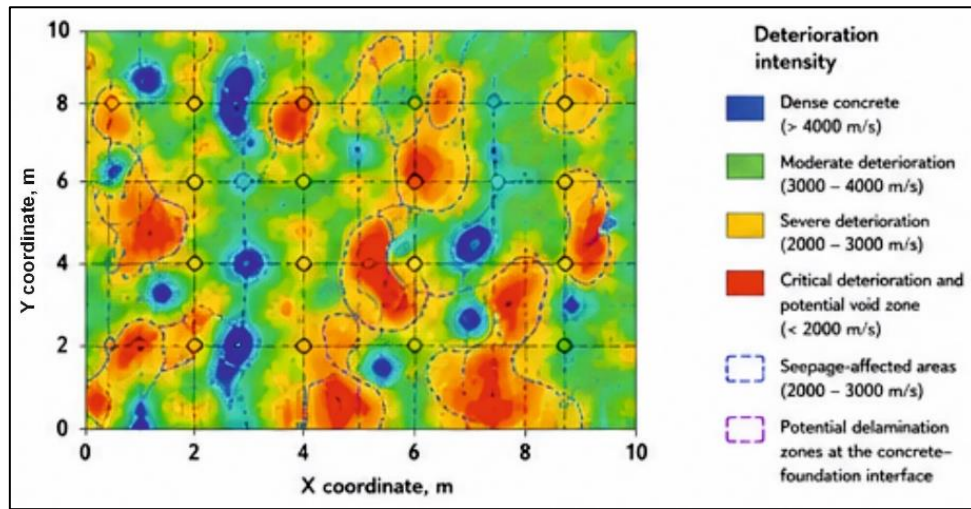 10
8
6
4
2
0
Y coordinate, m
0
2
4
6
8
10
X coordinate, m
Deterioration
intensity
Dense concrete
(> 4000 m/s)
Moderate deterioration
(3000 – 4000 m/s)
Severe deterioration
(2000 – 3000 m/s)
Critical deterioration and
potential void zone
(< 2000 m/s)
Seepage-affected areas
(2000 – 3000 m/s)
Potential delamination
zones at the concrete–
foundation interface